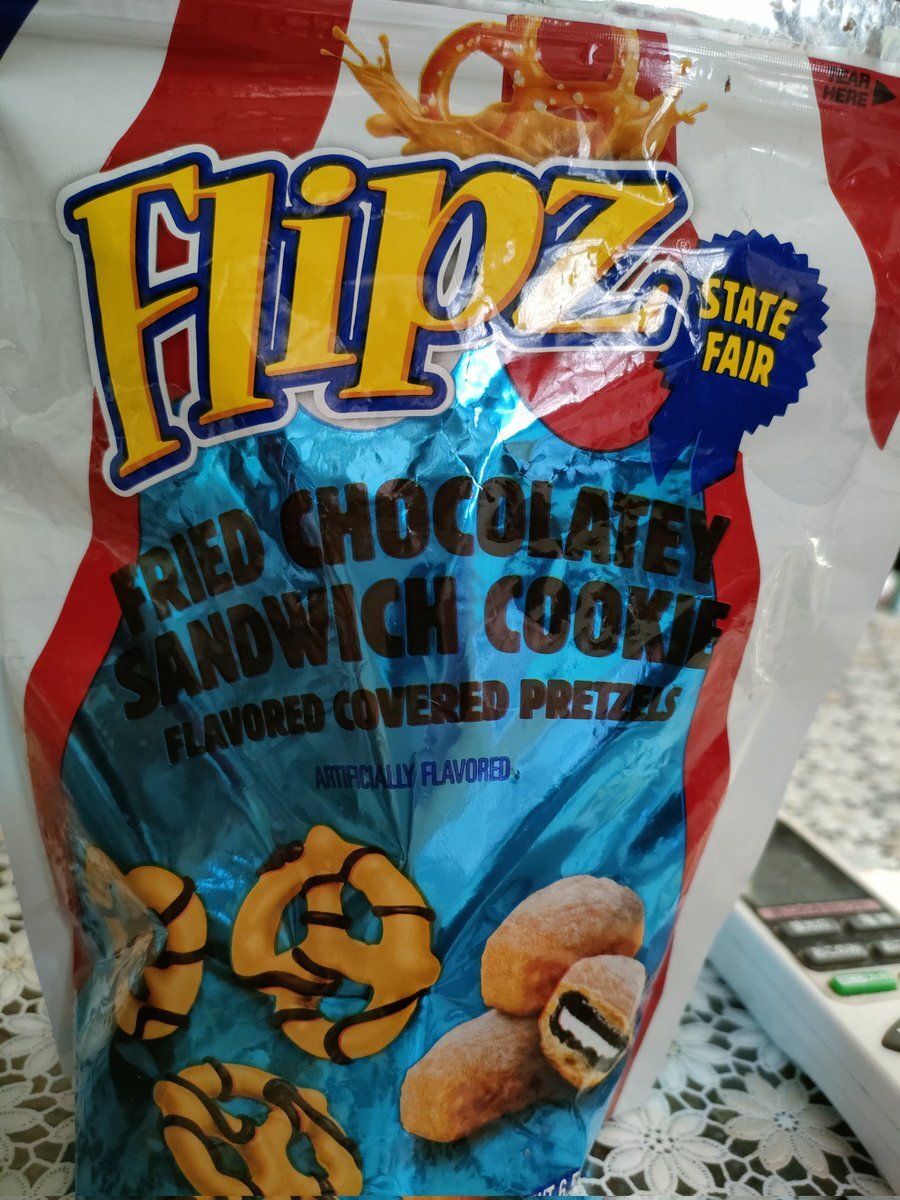 TEAR
HERE
Flipz
®
STATE
FAIR
FRIED CHOCOLATEY
SANDWICH COOKIE
FLAVORED COVERED PRETZELS
ARTIFICIALLY FLAVORED